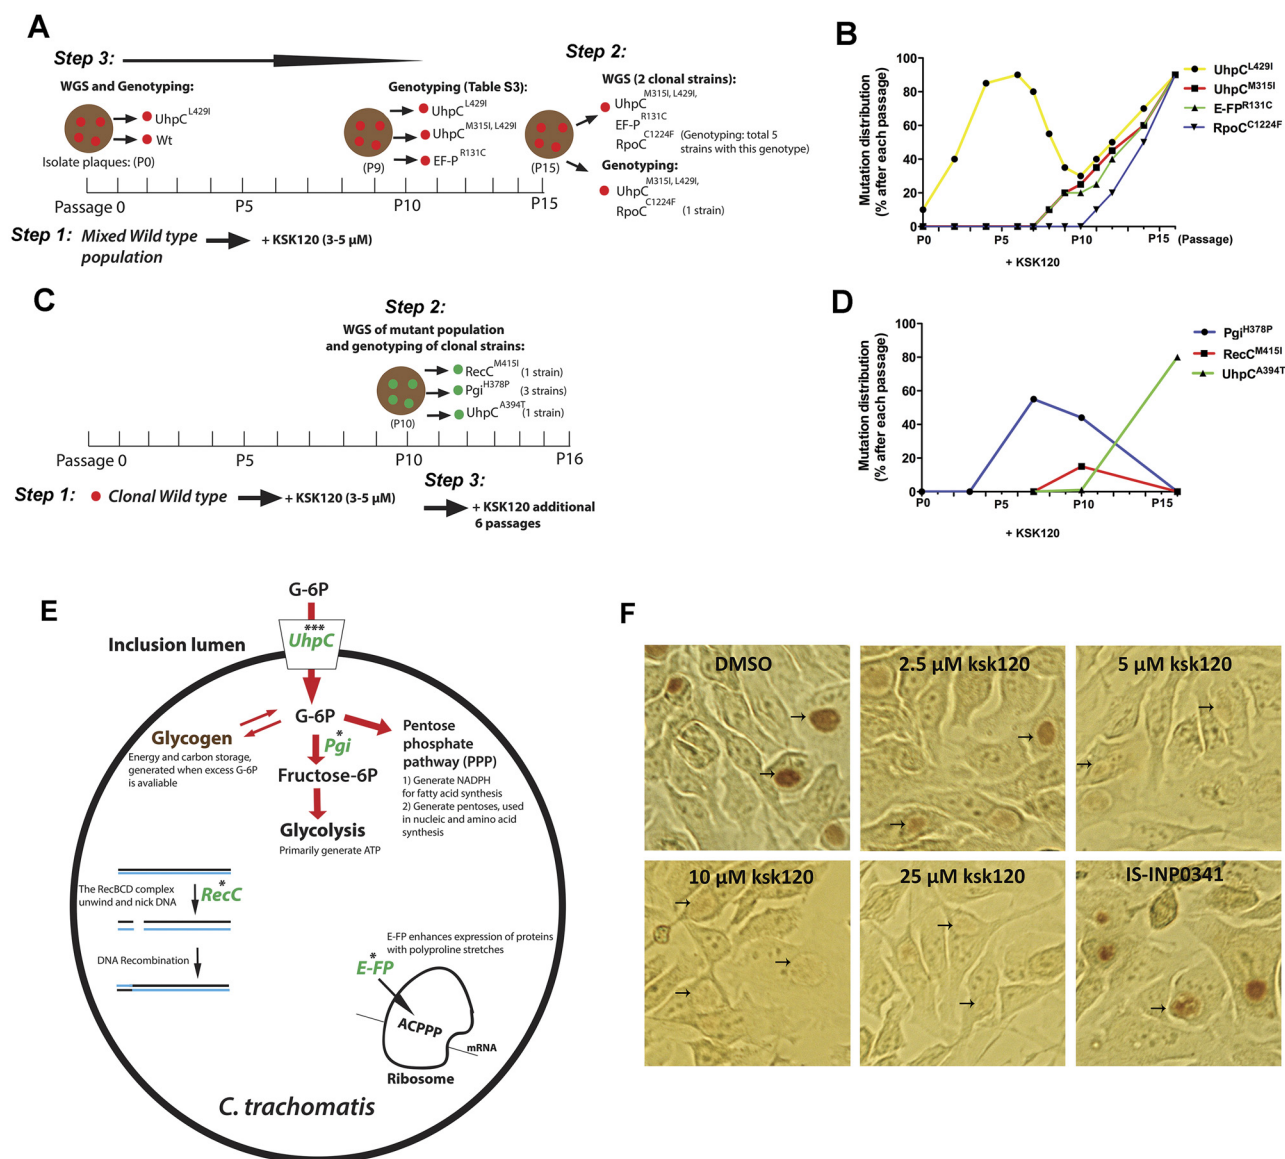 A
Step 3:
WGS and Genotyping:
UhpC^L429I
Wt
Isolate plaques: (P0)
Genotyping (Table S3):
UhpC^L429I
UhpC^M315I, L429I
EF-P^R131C
(P9)
Step 2:
WGS (2 clonal strains):
UhpC^M315I, L429I,
EF-P^R131C
RpoC^C1224F (Genotyping: total 5
strains with this genotype)
(P15)
Genotyping:
UhpC^M315I, L429I,
RpoC^C1224F (1 strain)
Passage 0 P5 P10 P15
Step 1: Mixed Wild type
population
+ KSK120 (3-5 µM)
B
Mutation distribution
(% after each passage)
100
80
60
40
20
0
P0 P5 P10 P15 (Passage)
+ KSK120
UhpC^L429I
UhpC^M315I
E-FP^R131C
RpoC^C1224F
C
Step 2:
WGS of mutant population
and genotyping of clonal strains:
RecC^M415I (1 strain)
Pgi^H378P (3 strains)
UhpC^A394T (1 strain)
(P10)
Passage 0 P5 P10 P16
Step 1: Clonal Wild type + KSK120 (3-5 µM)
Step 3:
+ KSK120 additional
6 passages
D
Mutation distribution
(% after each passage)
100
80
60
40
20
0
P0 P5 P10 P15
+ KSK120
Pgi^H378P
RecC^M415I
UhpC^A394T
E
G-6P
Inclusion lumen
***
UhpC
G-6P
Glycogen
Energy and carbon storage,
generated when excess G-6P
is avaliable
*
Pgi
Fructose-6P
Glycolysis
Primarily generate ATP
Pentose
phosphate
pathway (PPP)
1) Generate NADPH
for fatty acid synthesis
2) Generate pentoses, used
in nucleic and amino acid
synthesis
The RecBCD complex
unwind and nick DNA
*
RecC
DNA Recombination
E-FP enhances expression of proteins
with polyproline stretches
*
E-FP
ACPPP
mRNA
Ribosome
C. trachomatis
F
DMSO
2.5 µM ksk120
5 µM ksk120
10 µM ksk120
25 µM ksk120
IS-INP0341